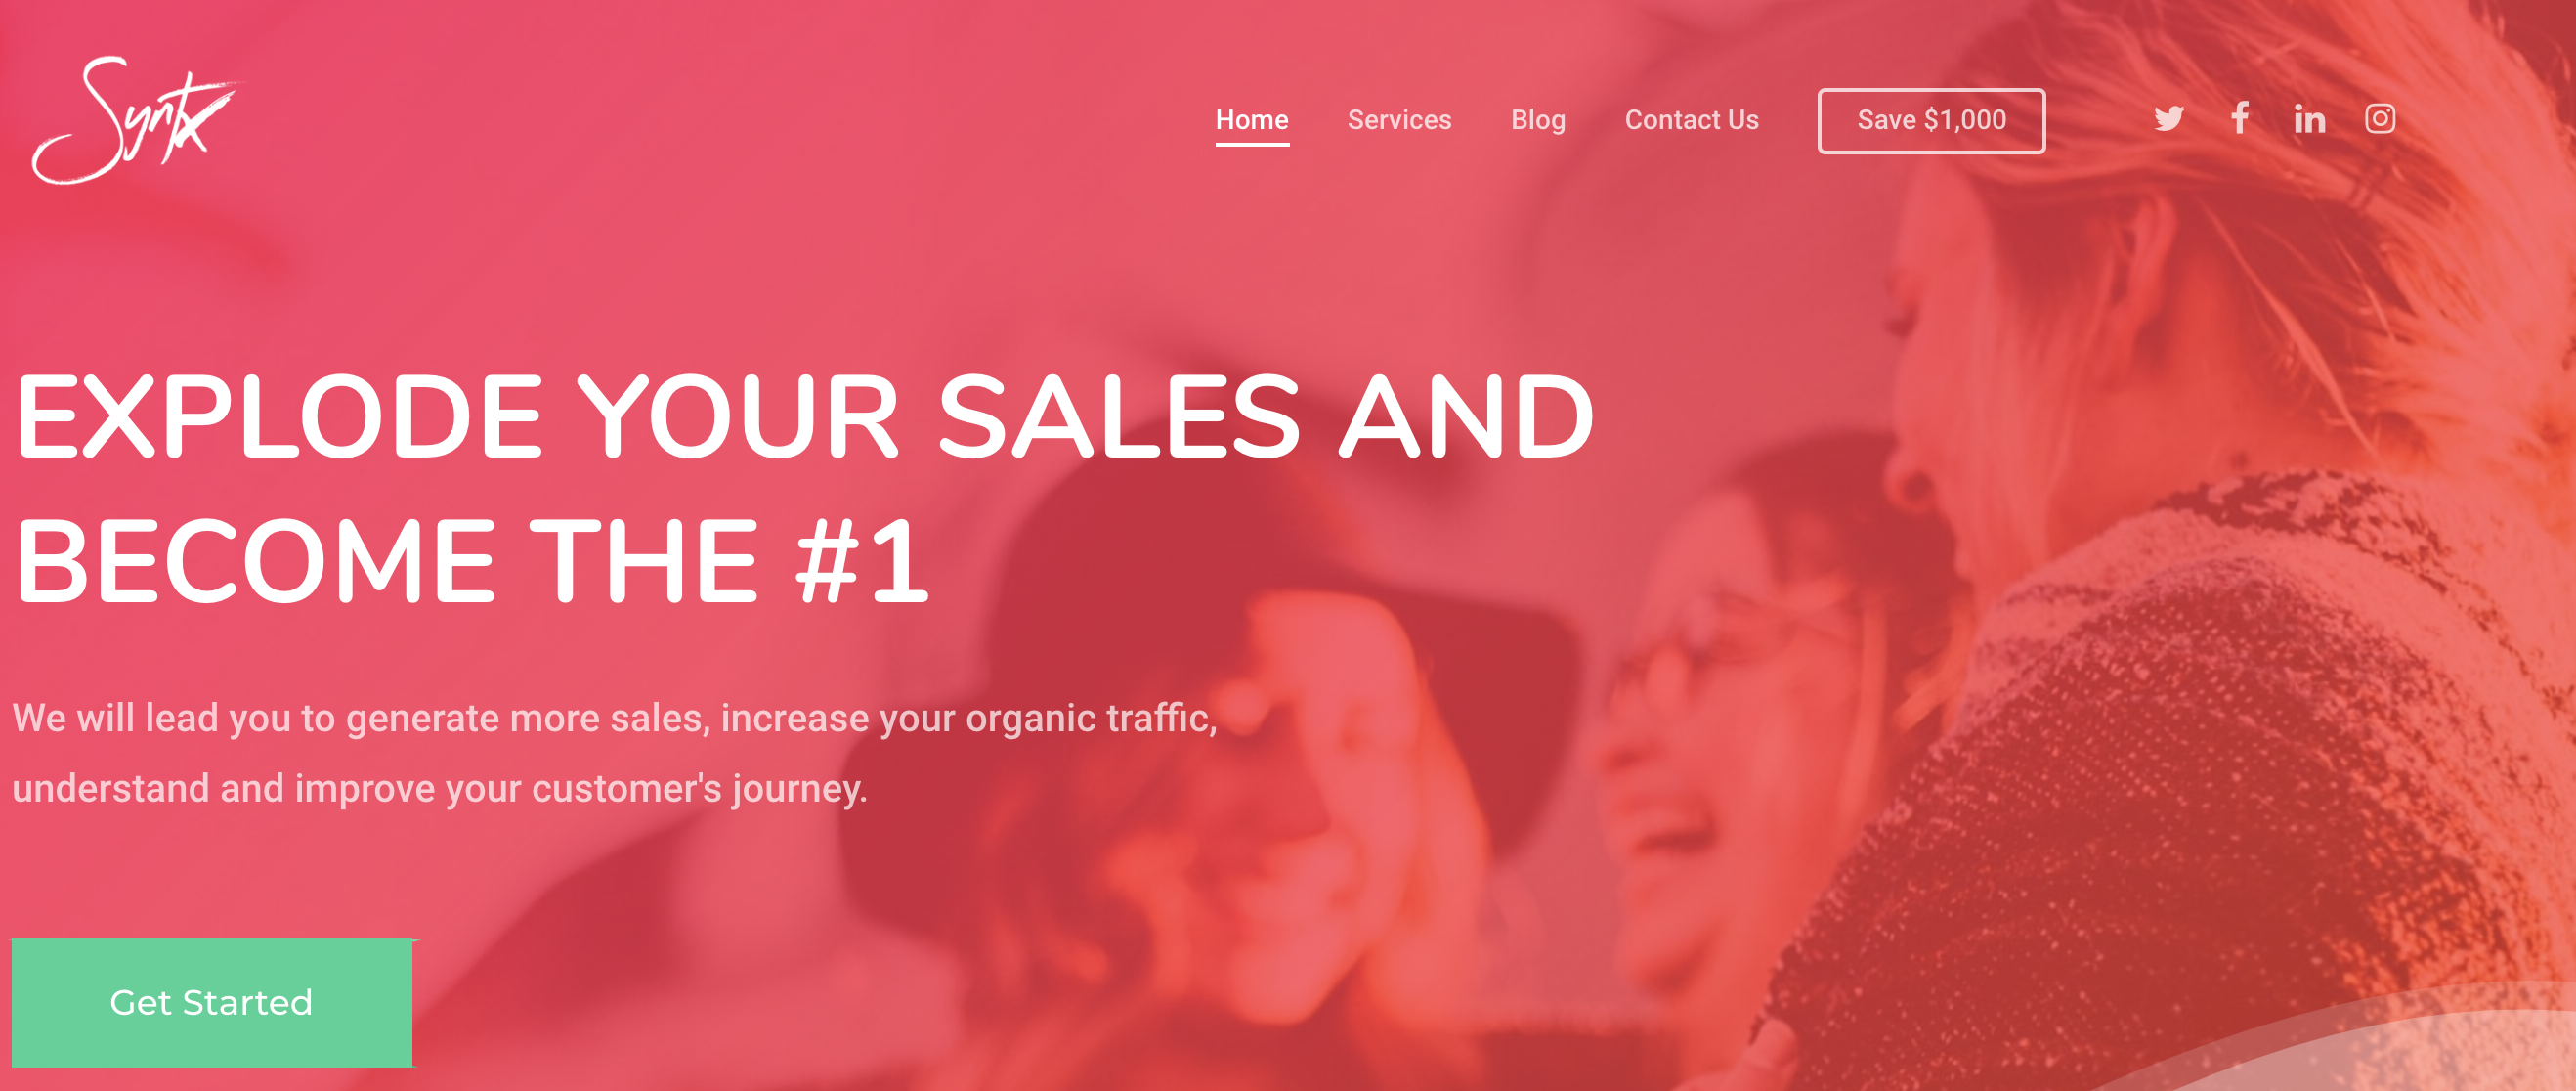 Syntx
Home Services Blog Contact Us Save $1,000
EXPLODE YOUR SALES AND
BECOME THE #1
We will lead you to generate more sales, increase your organic traffic,
understand and improve your customer's journey.
Get Started